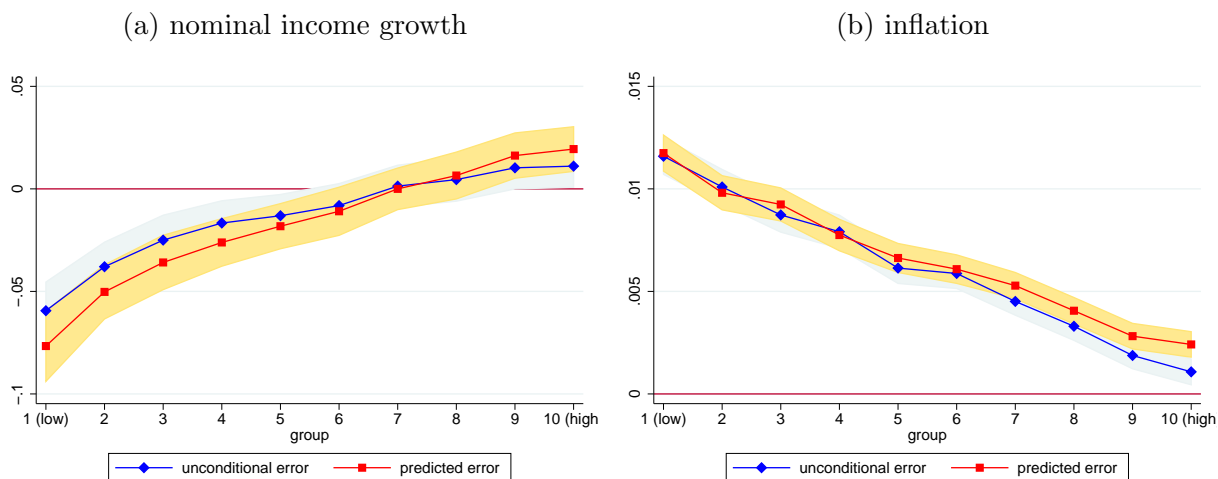 (a) nominal income growth
.05
0
-.05
-.1
1 (low) 2 3 4 5 6 7 8 9 10 (high
group
unconditional error predicted error
(b) inflation
.015
.01
.005
0
1 (low) 2 3 4 5 6 7 8 9 10 (high
group
unconditional error predicted error